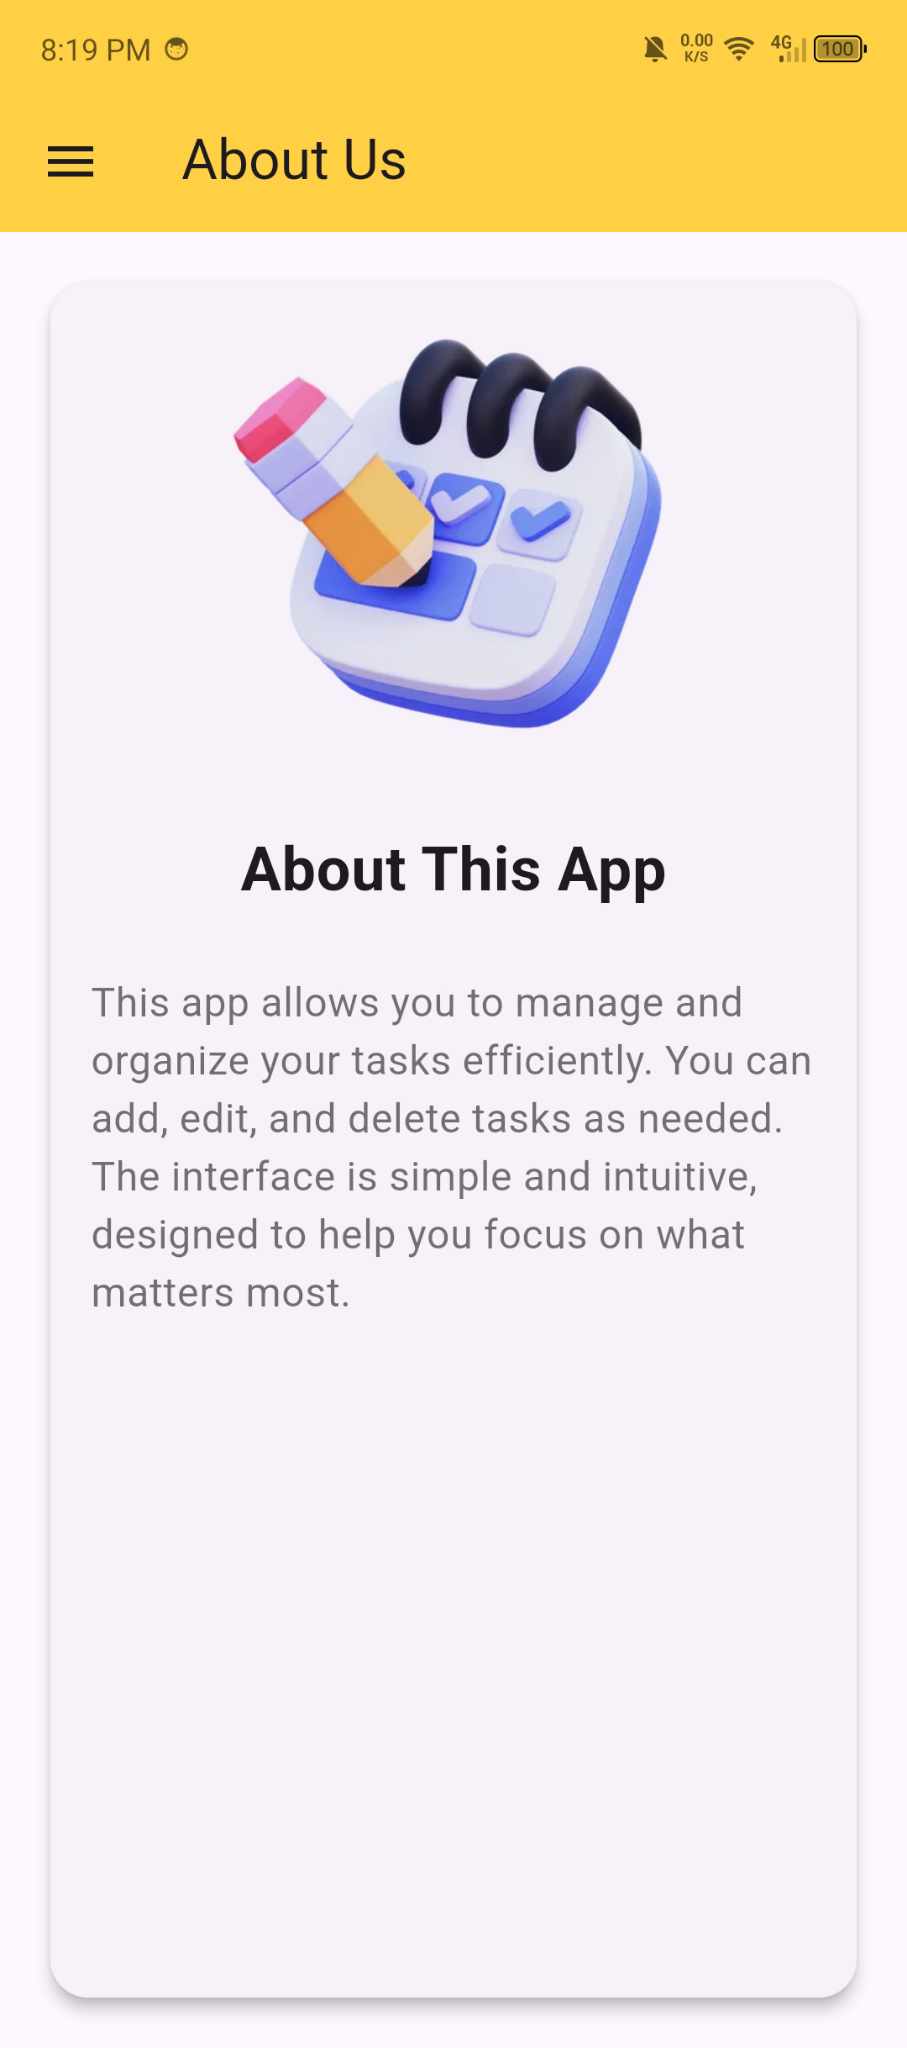 8:19 PM 0.00 K/S 4G 100
About Us
About This App
This app allows you to manage and
organize your tasks efficiently. You can
add, edit, and delete tasks as needed.
The interface is simple and intuitive,
designed to help you focus on what
matters most.